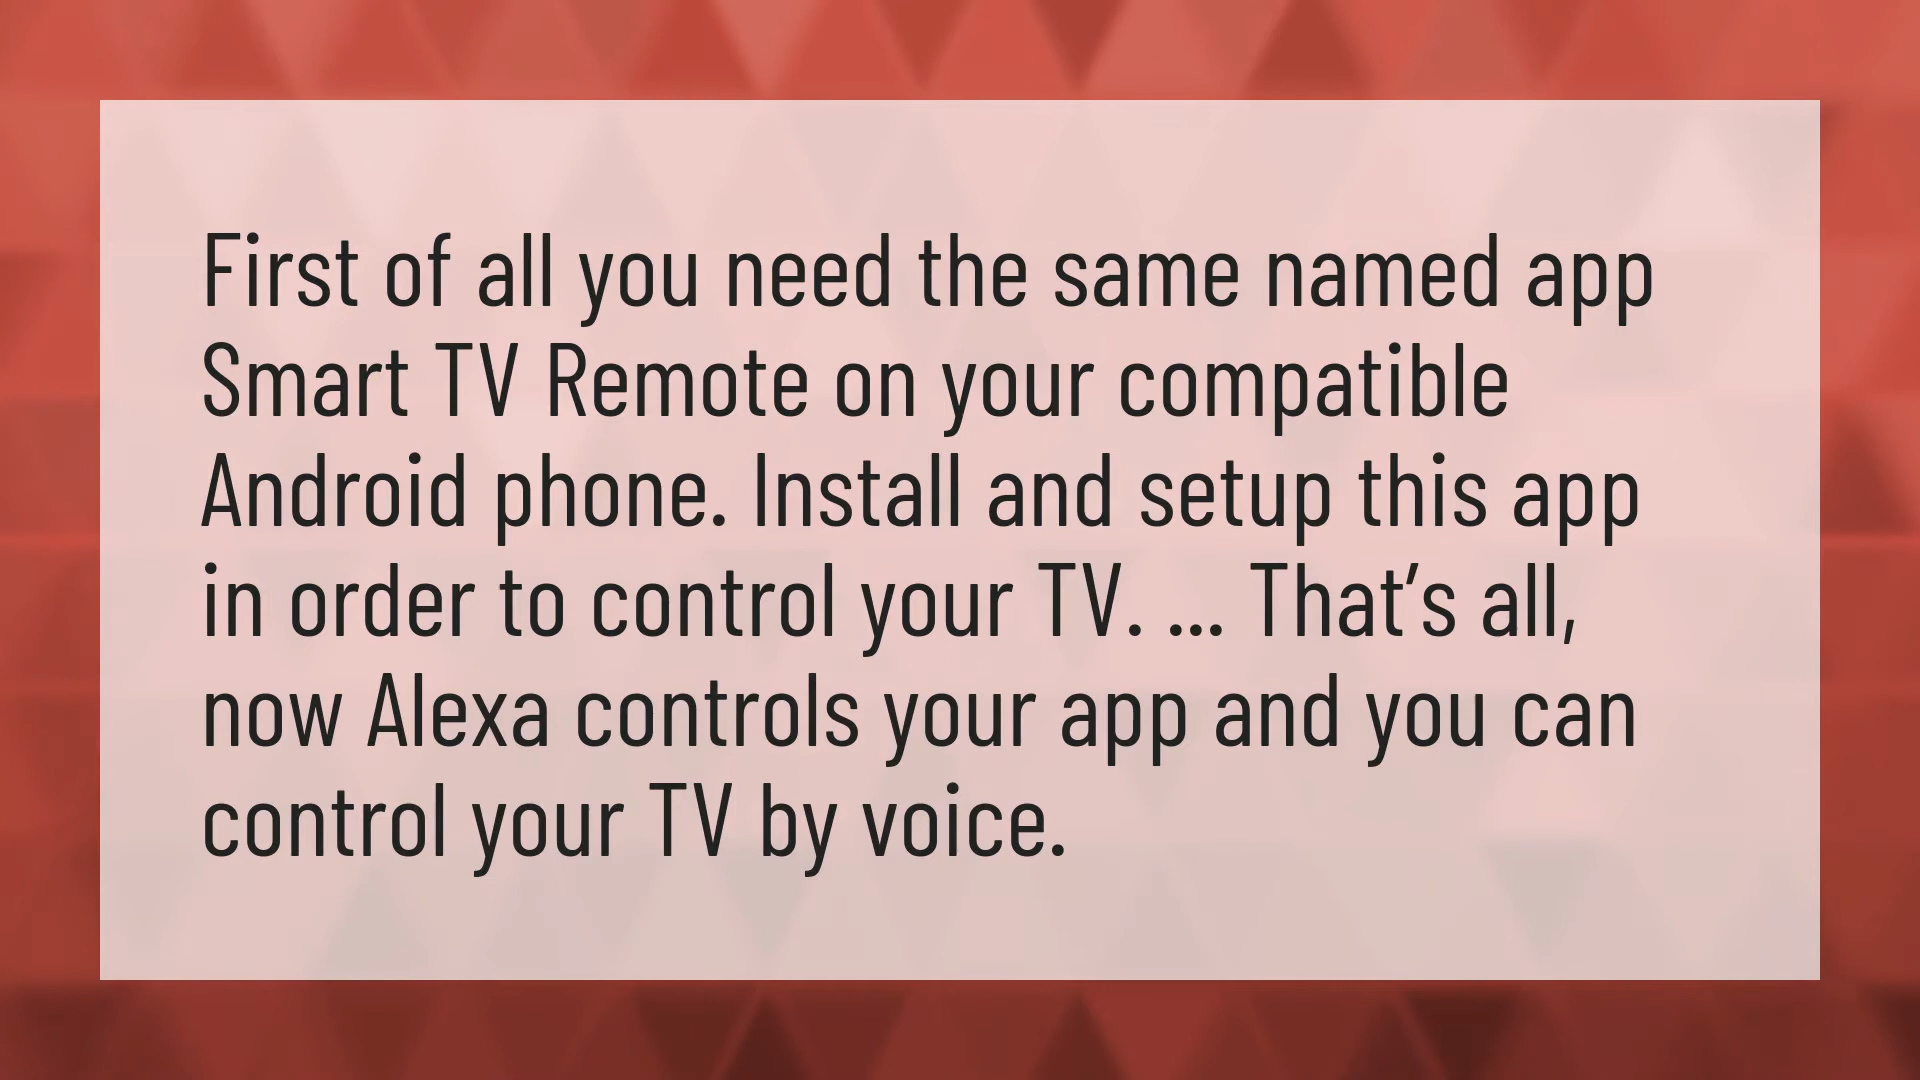 First of all you need the same named app
Smart TV Remote on your compatible
Android phone. Install and setup this app
in order to control your TV. ... That’s all,
now Alexa controls your app and you can
control your TV by voice.